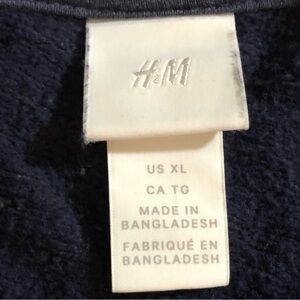 H&M
US XL
CA TG
MADE IN
BANGLADESH
FABRIQUÉ EN
BANGLADESH